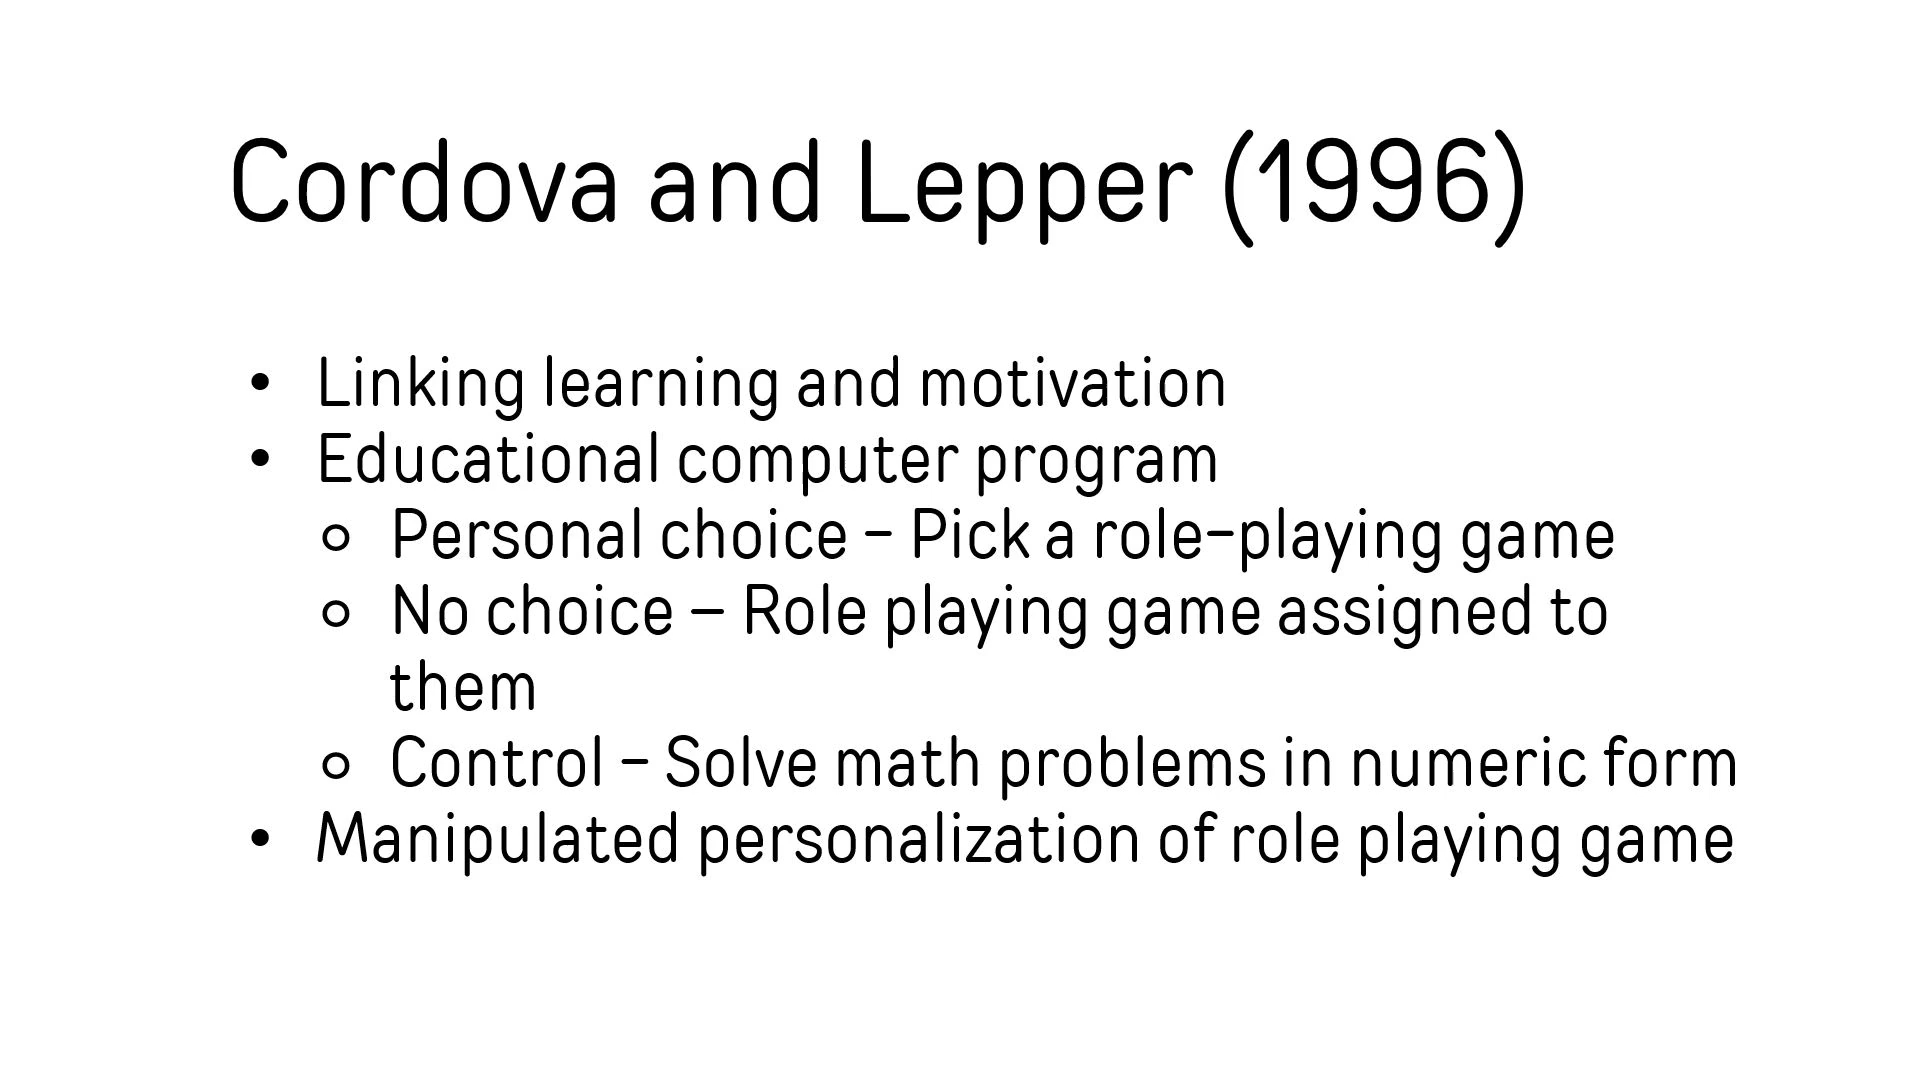 Cordova and Lepper (1996)
• Linking learning and motivation
• Educational computer program
○ Personal choice – Pick a role-playing game
○ No choice – Role playing game assigned to
them
○ Control – Solve math problems in numeric form
• Manipulated personalization of role playing game